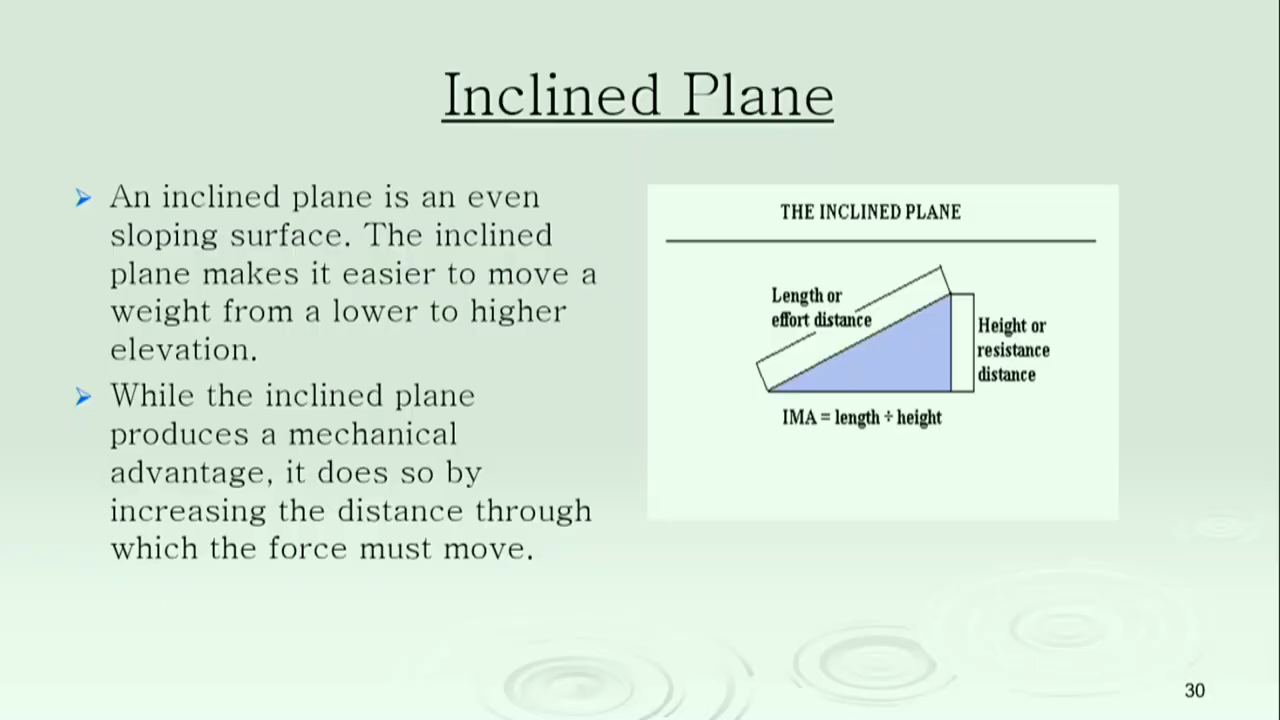 Inclined Plane
An inclined plane is an even
sloping surface. The inclined
plane makes it easier to move a
weight from a lower to higher
elevation.
While the inclined plane
produces a mechanical
advantage, it does so by
increasing the distance through
which the force must move.
THE INCLINED PLANE
Length or
effort distance
Height or
resistance
distance
IMA = length ÷ height
30